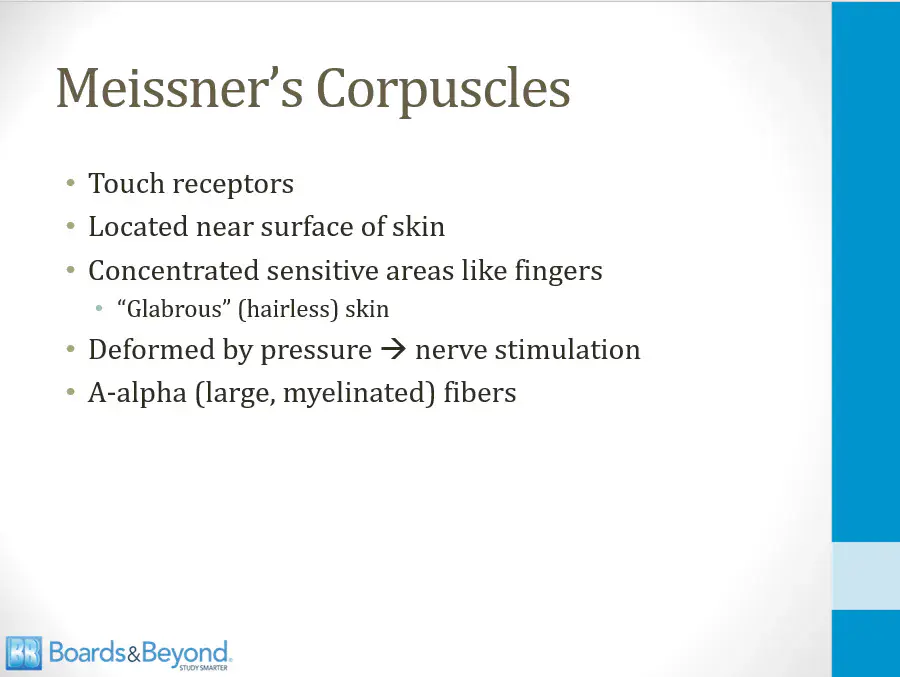 Meissner’s Corpuscles
• Touch receptors
• Located near surface of skin
• Concentrated sensitive areas like fingers
• “Glabrous” (hairless) skin
• Deformed by pressure → nerve stimulation
• A-alpha (large, myelinated) fibers
BB Boards&Beyond.
STUDY SMARTER